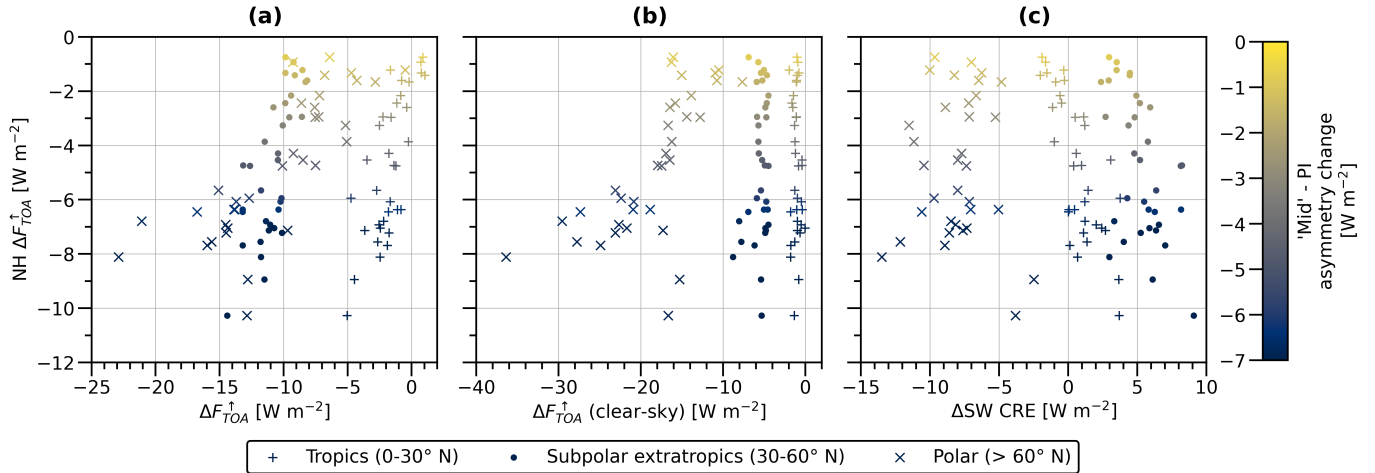 (a)
(b)
(c)
0
−2
−4
−6
−8
−10
−12
NH ΔF↑TOA [W m−2]
−25 −20 −15 −10 −5 0
ΔF↑TOA [W m−2]
−40 −30 −20 −10 0
ΔF↑TOA (clear-sky) [W m−2]
−15 −10 −5 0 5 10
ΔSW CRE [W m−2]
0
−1
−2
−3
−4
−5
−6
−7
'Mid' - PI
asymmetry change
[W m−2]
Tropics (0-30° N) Subpolar extratropics (30-60° N) Polar (> 60° N)